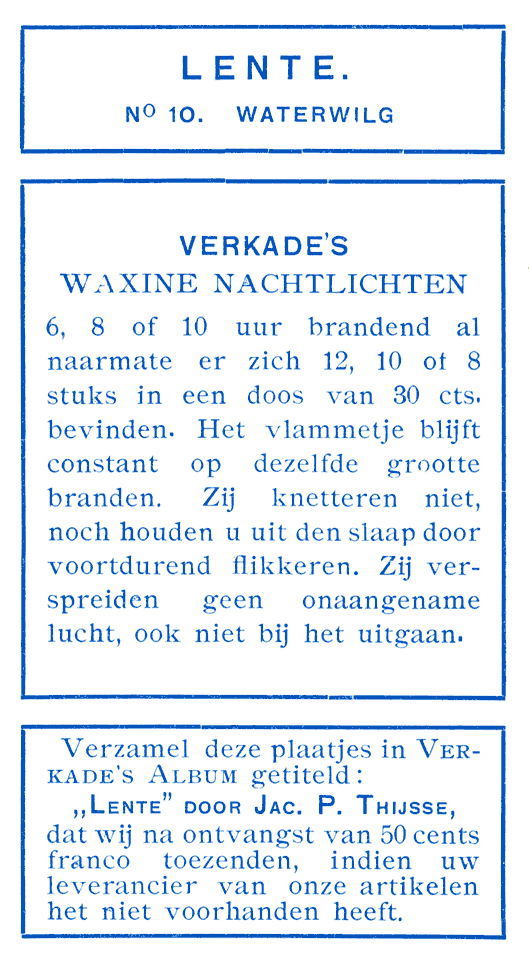 LENTE.
Nº 10. WATERWILG
VERKADE'S
WAXINE NACHTLICHTEN
6, 8 of 10 uur brandend al
naarmate er zich 12, 10 of 8
stuks in een doos van 30 cts.
bevinden. Het vlammetje blijft
constant op dezelfde grootte
branden. Zij knetteren niet,
noch houden u uit den slaap door
voortdurend flikkeren. Zij ver-
spreiden geen onaangename
lucht, ook niet bij het uitgaan.
Verzamel deze plaatjes in VER-
KADE'S ALBUM getiteld:
„LENTE” DOOR JAC. P. THIJSSE,
dat wij na ontvangst van 50 cents
franco toezenden, indien uw
leverancier van onze artikelen
het niet voorhanden heeft.